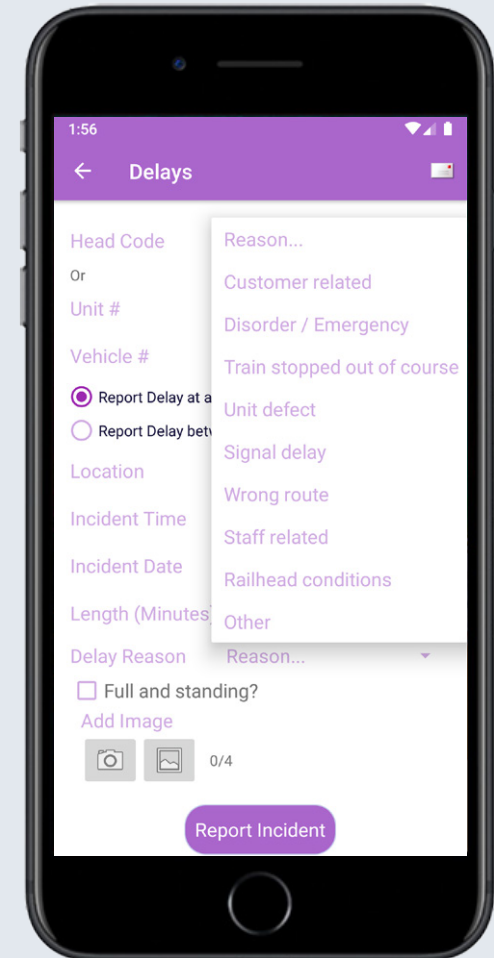 1:56
Delays
Head Code
Or
Unit #
Vehicle #
Report Delay at a
Report Delay betw
Location
Incident Time
Incident Date
Length (Minutes)
Reason...
Customer related
Disorder / Emergency
Train stopped out of course
Unit defect
Signal delay
Wrong route
Staff related
Railhead conditions
Other
Delay Reason Reason...
Full and standing?
Add Image
0/4
Report Incident